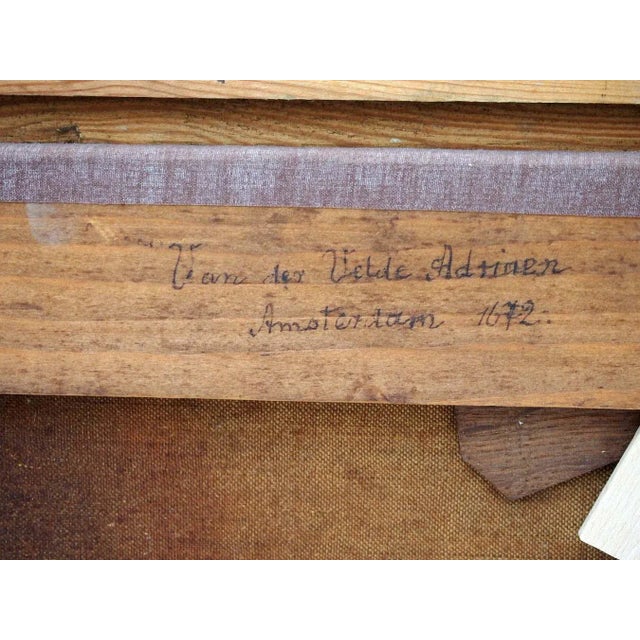 Van der Velde Adriaen
Amsterdam 1672.